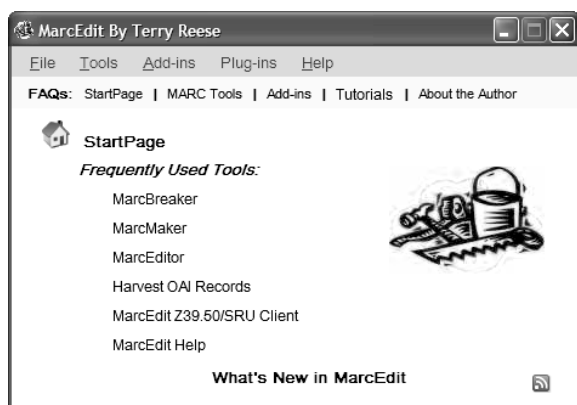 MarcEdit By Terry Reese
File Tools Add-ins Plug-ins Help
FAQs: StartPage | MARC Tools | Add-ins | Tutorials | About the Author
StartPage
Frequently Used Tools:
MarcBreaker
MarcMaker
MarcEditor
Harvest OAI Records
MarcEdit Z39.50/SRU Client
MarcEdit Help
What's New in MarcEdit